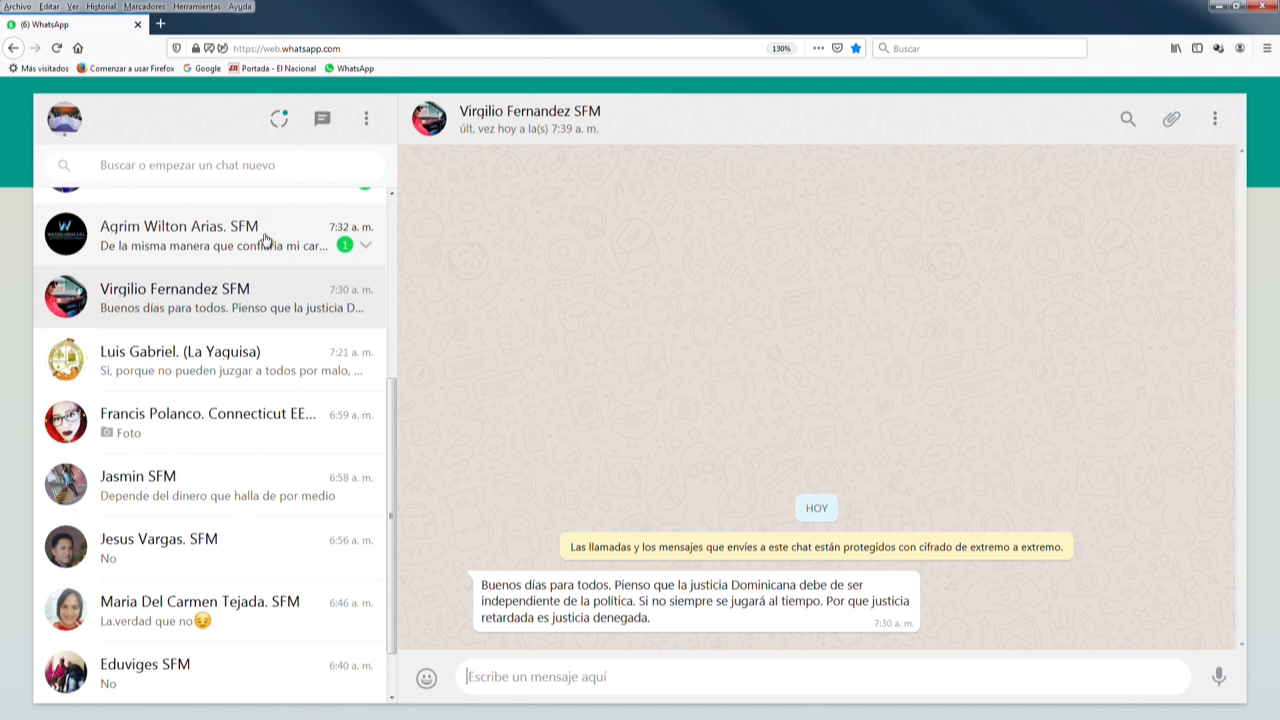 Archivo Editar Ver Historial Marcadores Herramientas Ayuda
(6) WhatsApp
https://web.whatsapp.com
130%
Buscar
Más visitados Comenzar a usar Firefox Google Portada - El Nacional WhatsApp
Virgilio Fernandez SFM
últ. vez hoy a la(s) 7:39 a. m.
Buscar o empezar un chat nuevo
Agrim Wilton Arias. SFM 7:32 a. m.
De la misma manera que confiaria mi car... 1
Virgilio Fernandez SFM 7:30 a. m.
Buenos días para todos. Pienso que la justicia D...
Luis Gabriel. (La Yaguisa) 7:21 a. m.
Si, porque no pueden juzgar a todos por malo, ...
Francis Polanco. Connecticut EE... 6:59 a. m.
Foto
Jasmin SFM 6:58 a. m.
Depende del dinero que halla de por medio
Jesus Vargas. SFM 6:56 a. m.
No
Maria Del Carmen Tejada. SFM 6:46 a. m.
La.verdad que no😔
Eduviges SFM 6:40 a. m.
No
HOY
Las llamadas y los mensajes que envíes a este chat están protegidos con cifrado de extremo a extremo.
Buenos días para todos. Pienso que la justicia Dominicana debe de ser
independiente de la política. Si no siempre se jugará al tiempo. Por que justicia
retardada es justicia denegada.
7:30 a. m.
Escribe un mensaje aquí